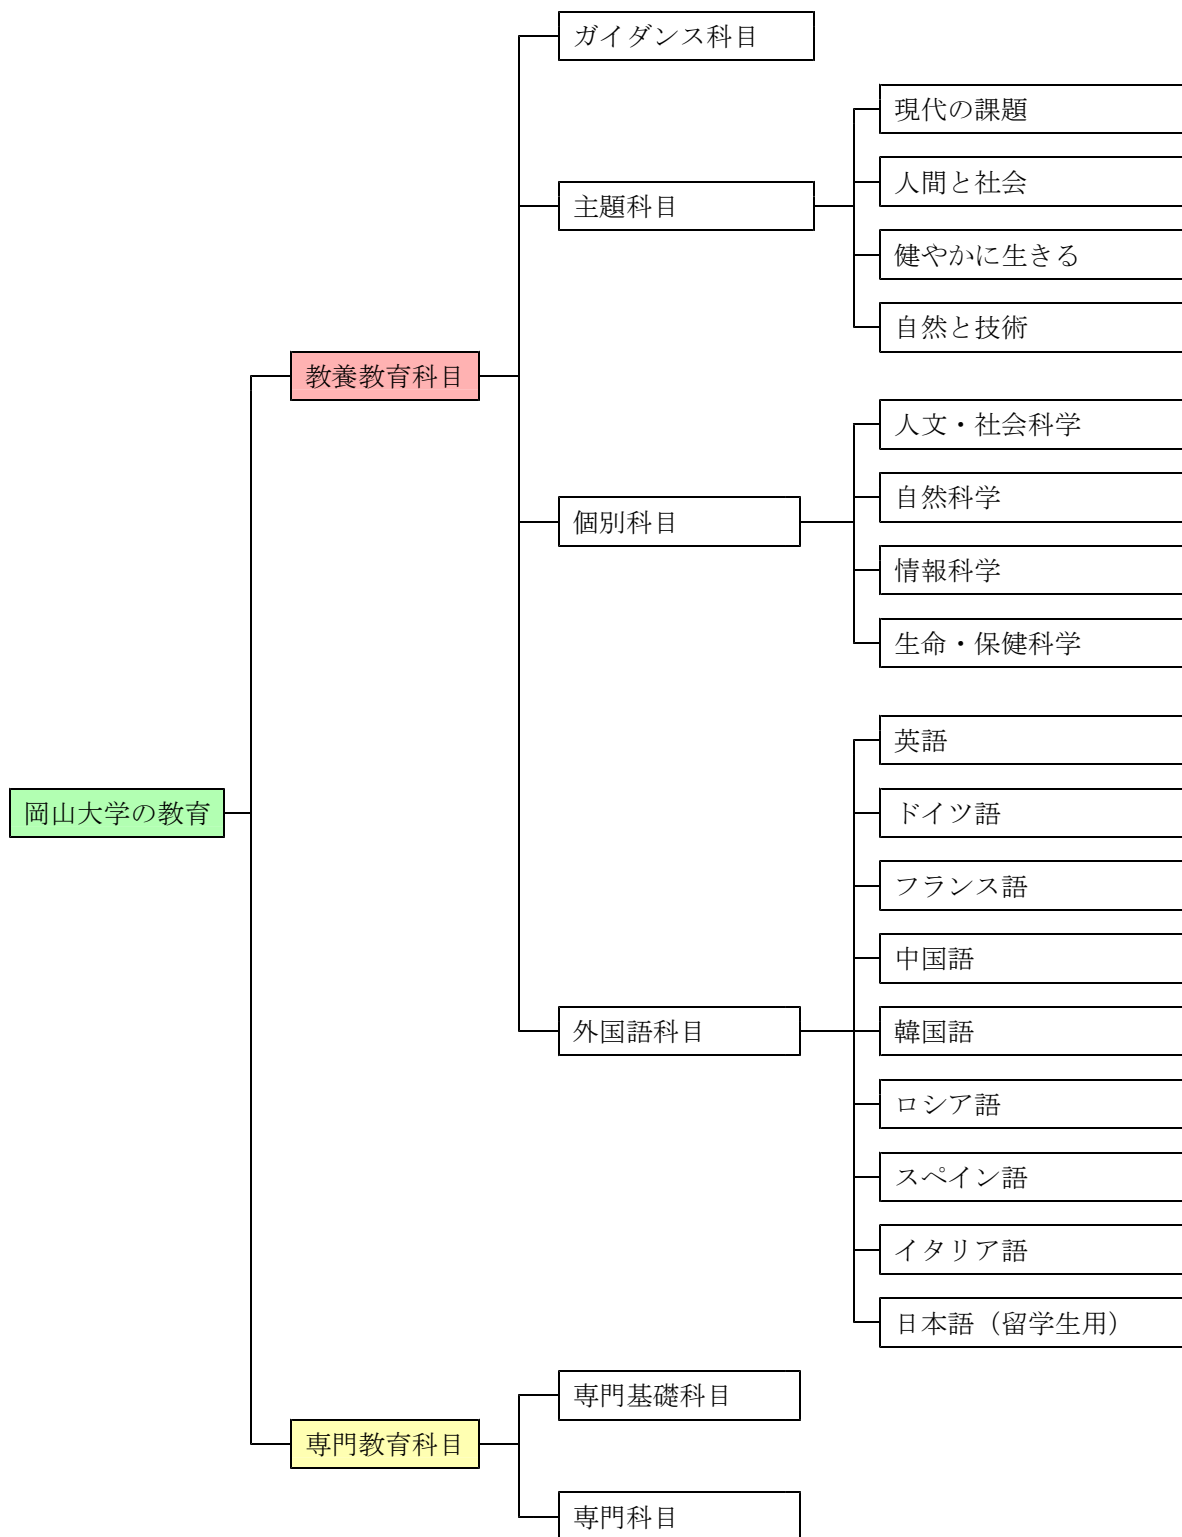 ガイダンス科目
現代の課題
人間と社会
主題科目
健やかに生きる
自然と技術
教養教育科目
人文・社会科学
自然科学
個別科目
情報科学
生命・保健科学
英語
岡山大学の教育
ドイツ語
フランス語
中国語
外国語科目
韓国語
ロシア語
スペイン語
イタリア語
日本語（留学生用）
専門基礎科目
専門教育科目
専門科目